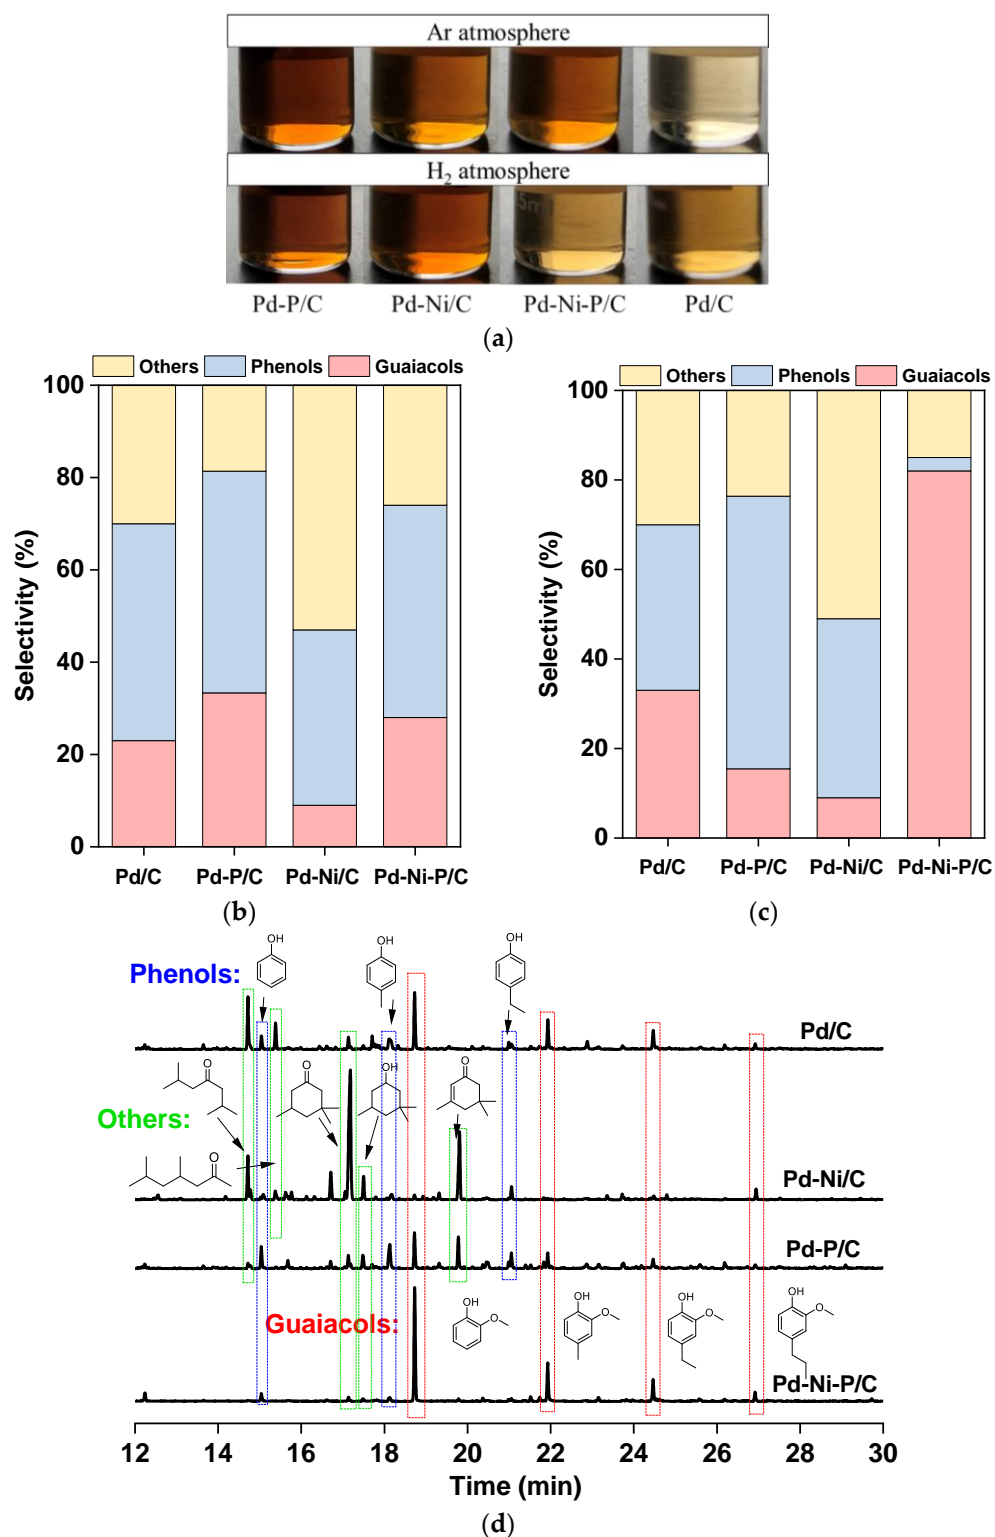 Ar atmosphere
H₂ atmosphere
5m
Pd-P/C Pd-Ni/C Pd-Ni-P/C Pd/C
(a)
Others Phenols Guaiacols
100
80
60
40
20
0
Selectivity (%)
Pd/C Pd-P/C Pd-Ni/C Pd-Ni-P/C
(b)
Others Phenols Guaiacols
100
80
60
40
20
0
Selectivity (%)
Pd/C Pd-P/C Pd-Ni/C Pd-Ni-P/C
(c)
OH
OH
OH
Phenols:
Pd/C
O
O
OH
O
Others:
O
Pd-Ni/C
Pd-P/C
Guaiacols:
OH
O
OH
O
OH
O
OH
O
Pd-Ni-P/C
12 14 16 18 20 22 24 26 28 30
Time (min)
(d)